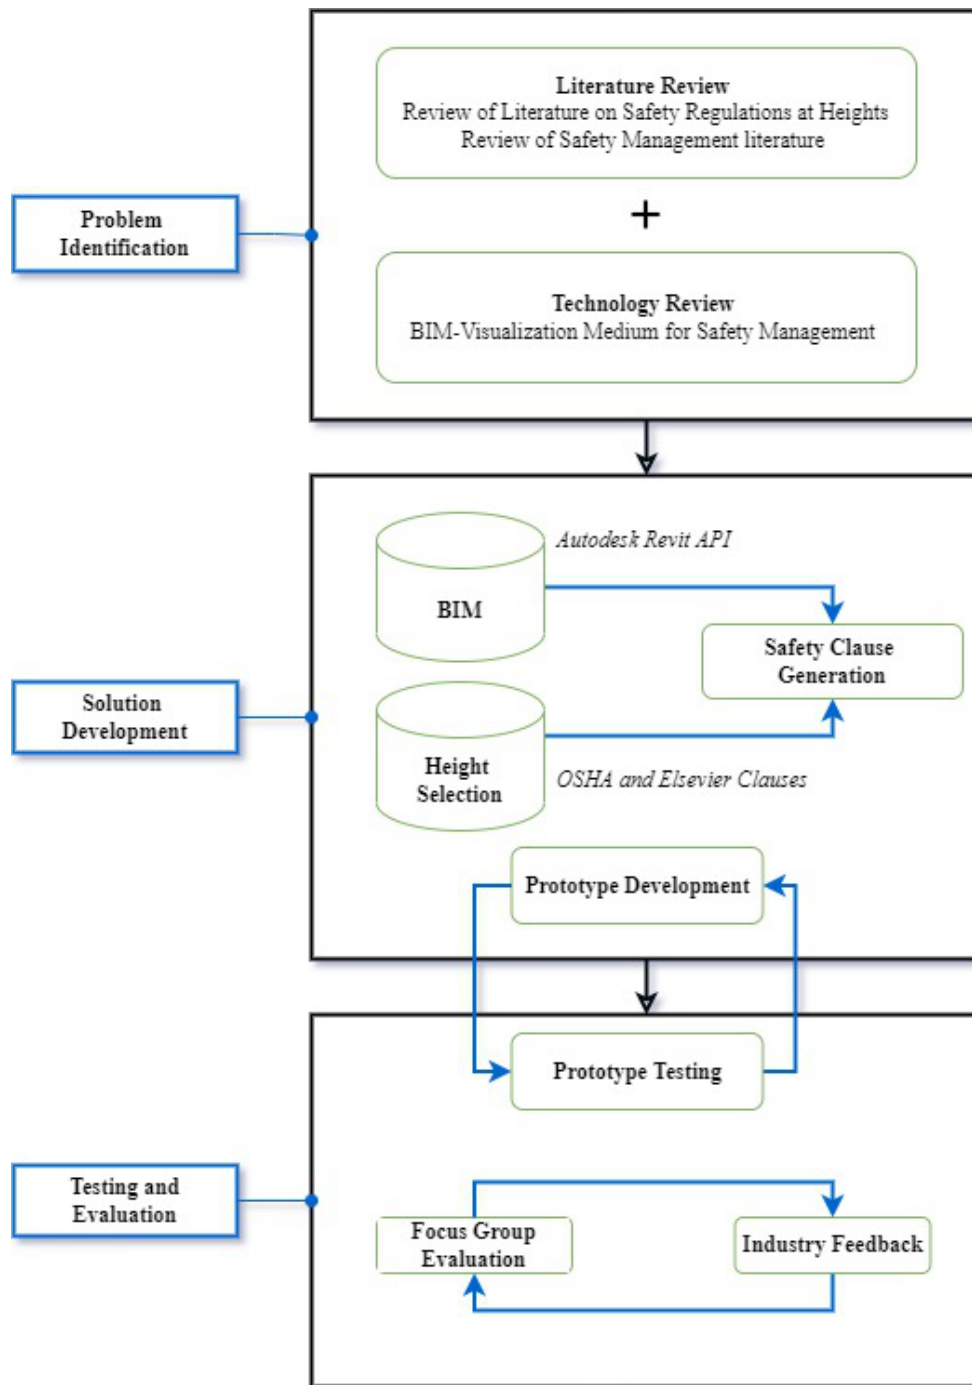 Literature Review
Review of Literature on Safety Regulations at Heights
Review of Safety Management literature
+
Problem
Identification
Technology Review
BIM-Visualization Medium for Safety Management
Autodesk Revit API
BIM
Safety Clause
Generation
Solution
Development
Height
Selection
OSHA and Elsevier Clauses
Prototype Development
Prototype Testing
Testing and
Evaluation
Focus Group
Evaluation
Industry Feedback